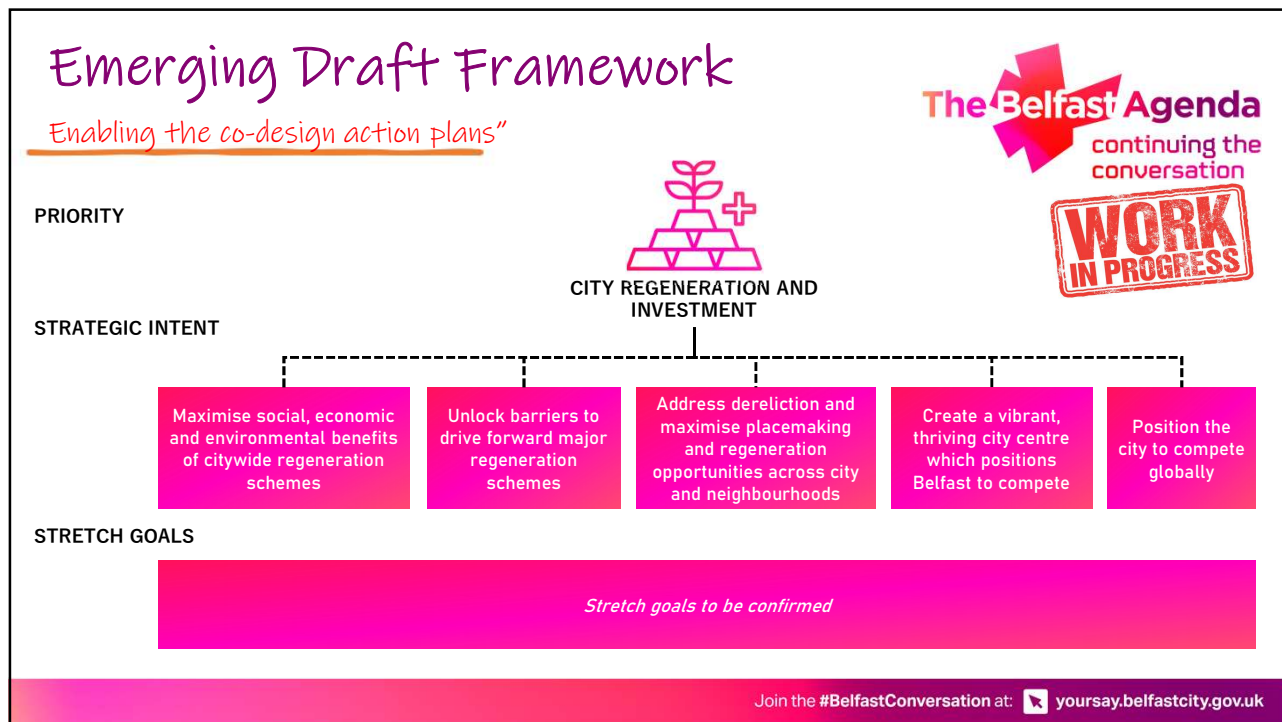 Emerging Draft Framework
Enabling the co-design action plans”
The Belfast Agenda
continuing the
conversation
WORK
IN PROGRESS
PRIORITY
CITY REGENERATION AND
INVESTMENT
STRATEGIC INTENT
Maximise social, economic
and environmental benefits
of citywide regeneration
schemes
Unlock barriers to
drive forward major
regeneration
schemes
Address dereliction and
maximise placemaking
and regeneration
opportunities across city
and neighbourhoods
Create a vibrant,
thriving city centre
which positions
Belfast to compete
Position the
city to compete
globally
STRETCH GOALS
Stretch goals to be confirmed
Join the #BelfastConversation at: yoursay.belfastcity.gov.uk